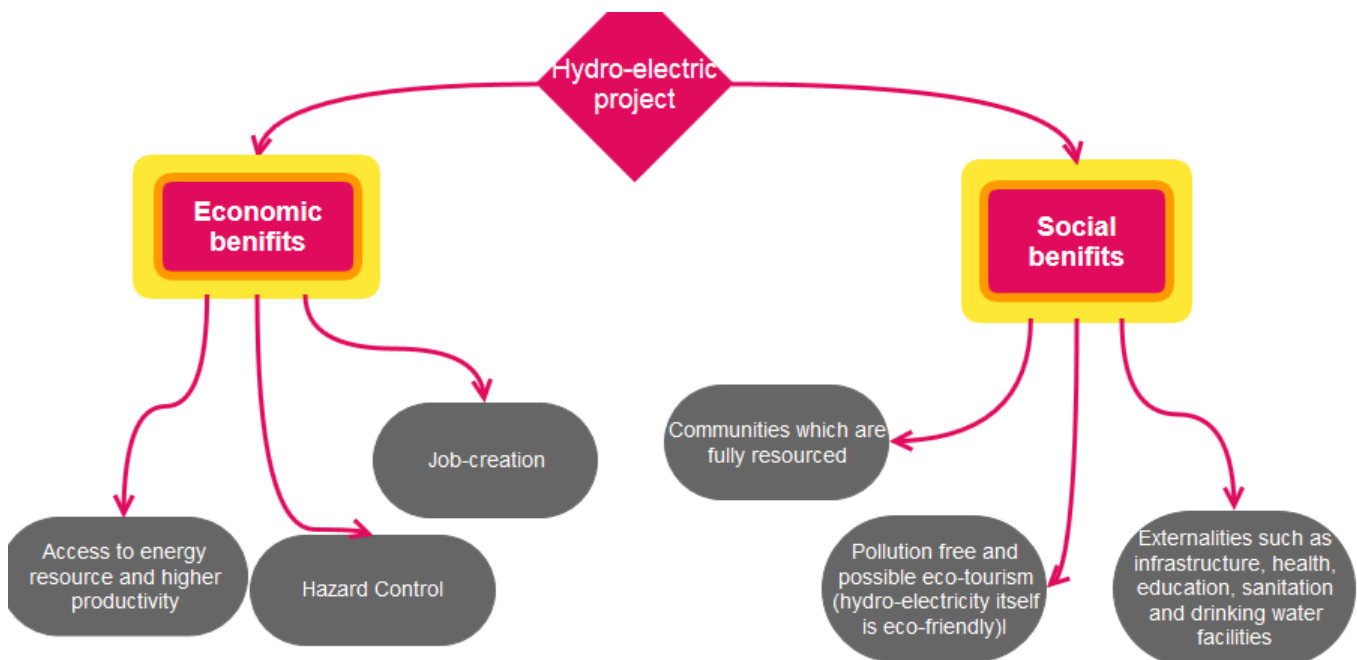 Hydro-electric
project
Economic
benifits
Social
benifits
Communities which are
fully resourced
Job-creation
Access to energy
resource and higher
productivity
Hazard Control
Pollution free and
possible eco-tourism
(hydro-electricity itself
is eco-friendly)l
Externalities such as
infrastructure, health,
education, sanitation
and drinking water
facilities